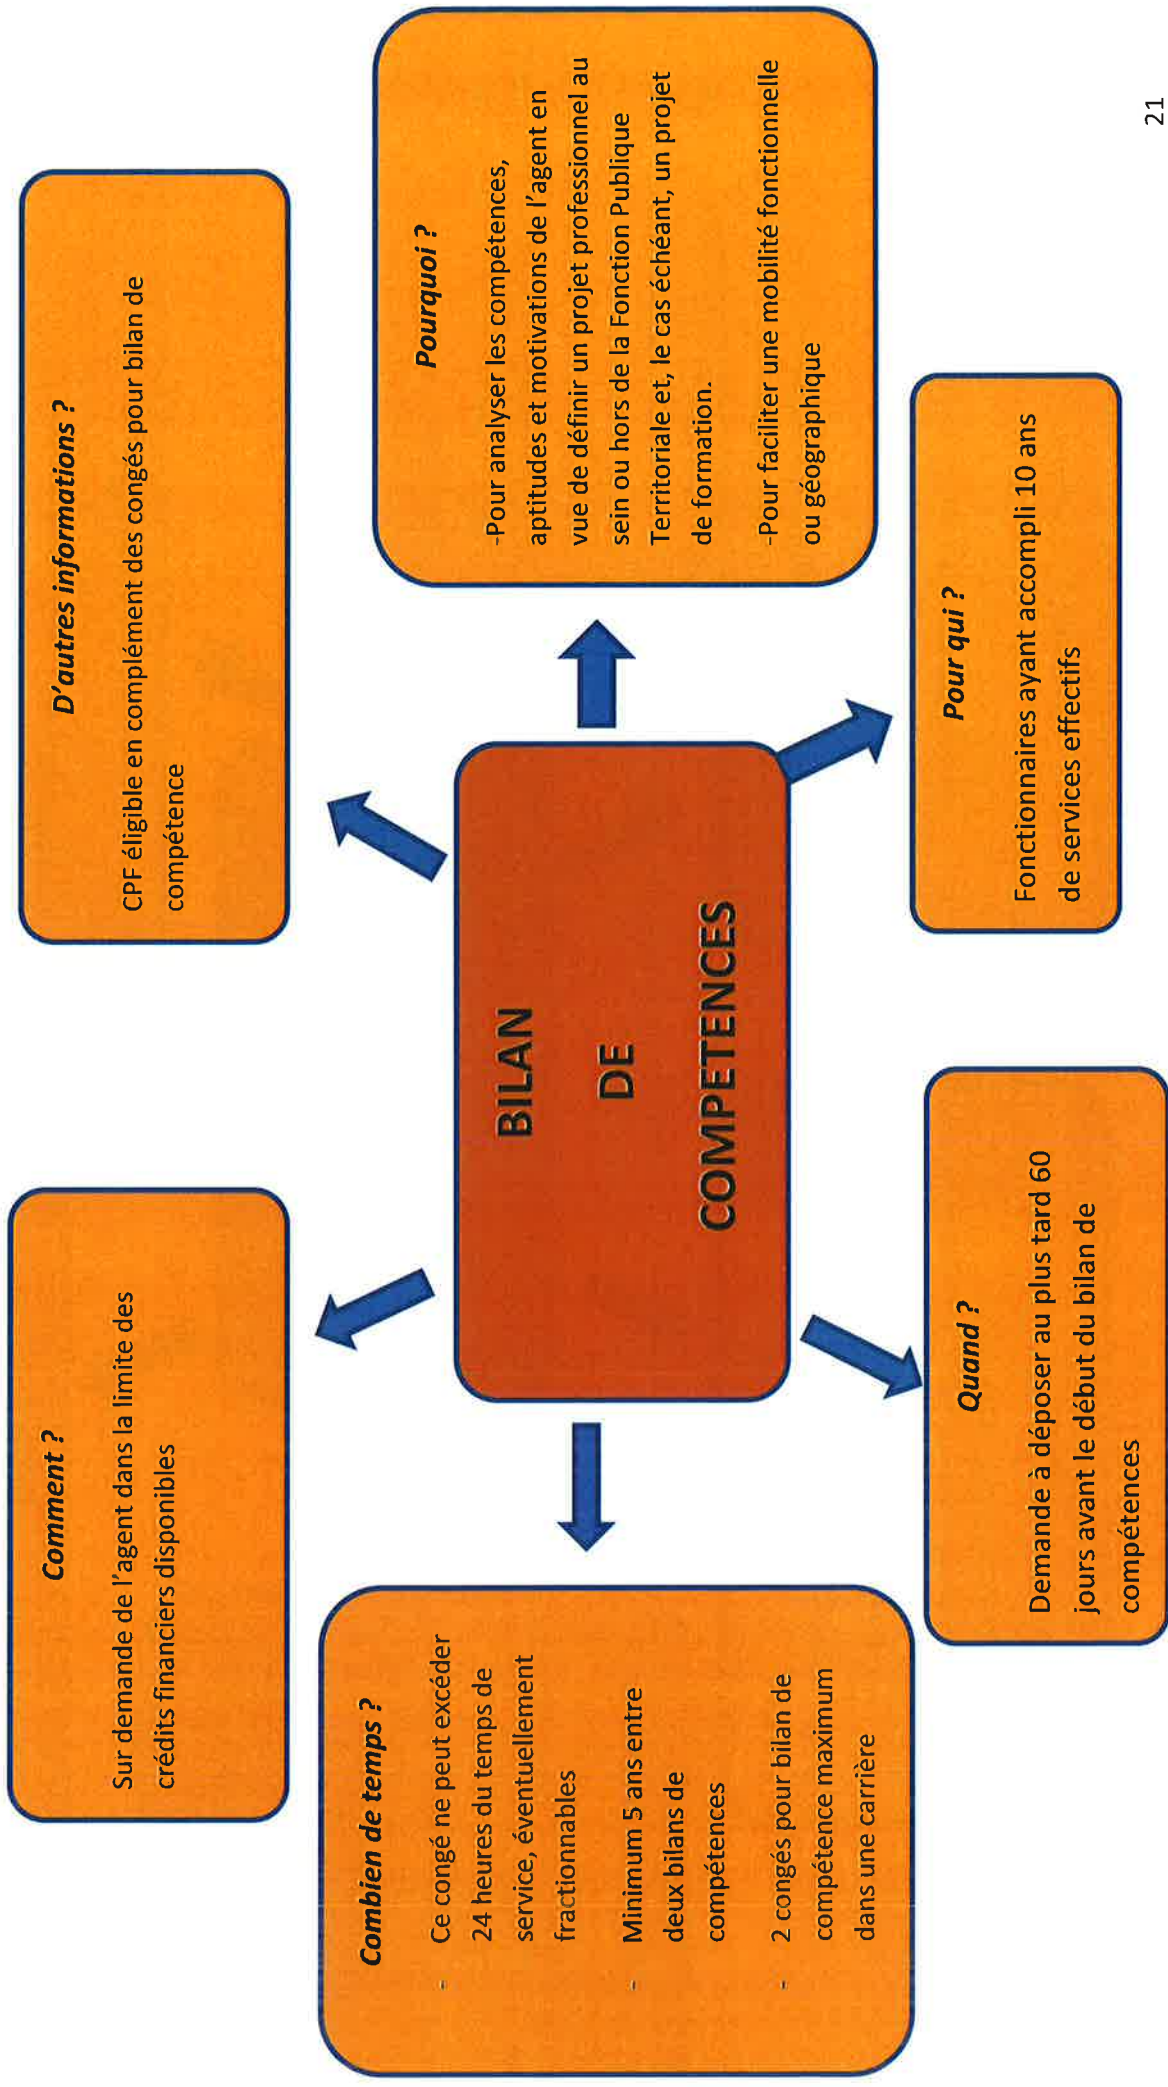 Comment ?
Sur demande de l'agent dans la limite des
crédits financiers disponibles
D'autres informations ?
CPF éligible en complément des congés pour bilan de
compétence
Combien de temps ?
- Ce congé ne peut excéder
24 heures du temps de
service, éventuellement
fractionnables
- Minimum 5 ans entre
deux bilans de
compétences
- 2 congés pour bilan de
compétence maximum
dans une carrière
BILAN
DE
COMPETENCES
Pourquoi ?
-Pour analyser les compétences,
aptitudes et motivations de l'agent en
vue de définir un projet professionnel au
sein ou hors de la Fonction Publique
Territoriale et, le cas échéant, un projet
de formation.
-Pour faciliter une mobilité fonctionnelle
ou géographique
Quand ?
Demande à déposer au plus tard 60
jours avant le début du bilan de
compétences
Pour qui ?
Fonctionnaires ayant accompli 10 ans
de services effectifs
21